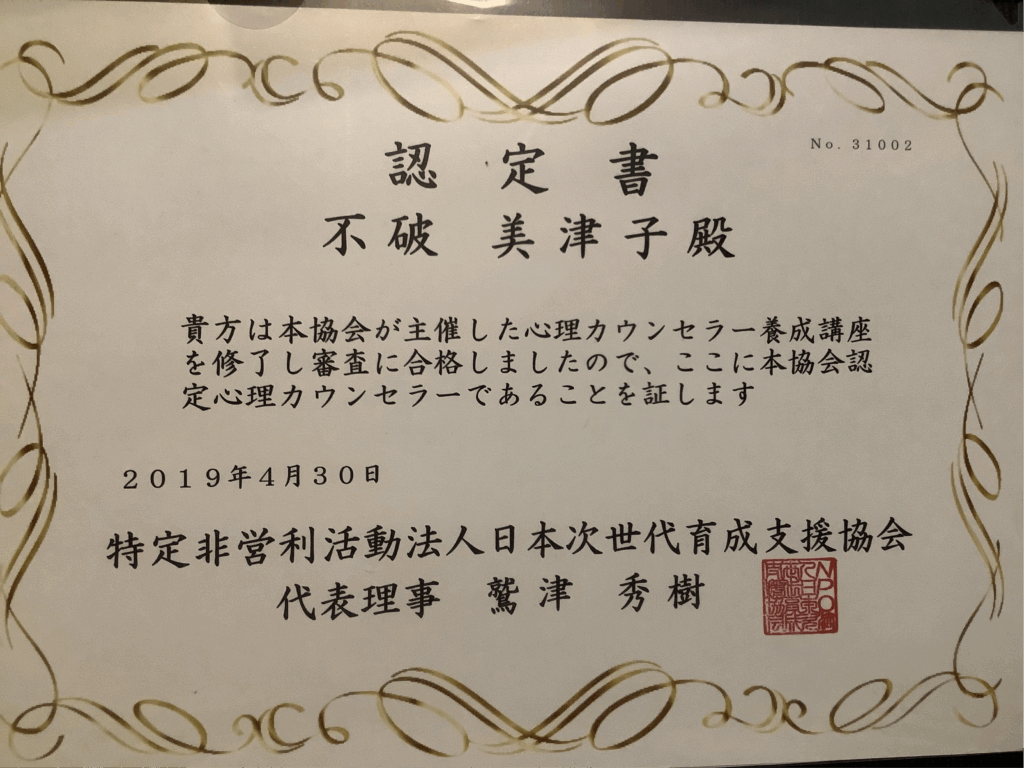 No. 31002
認定書
不破 美津子殿
貴方は本協会が主催した心理カウンセラー養成講座
を修了し審査に合格しましたので、ここに本協会認
定心理カウンセラーであることを証します
2019年4月30日
特定非営利活動法人日本次世代育成支援協会
代表理事 鷲津 秀樹
NPO